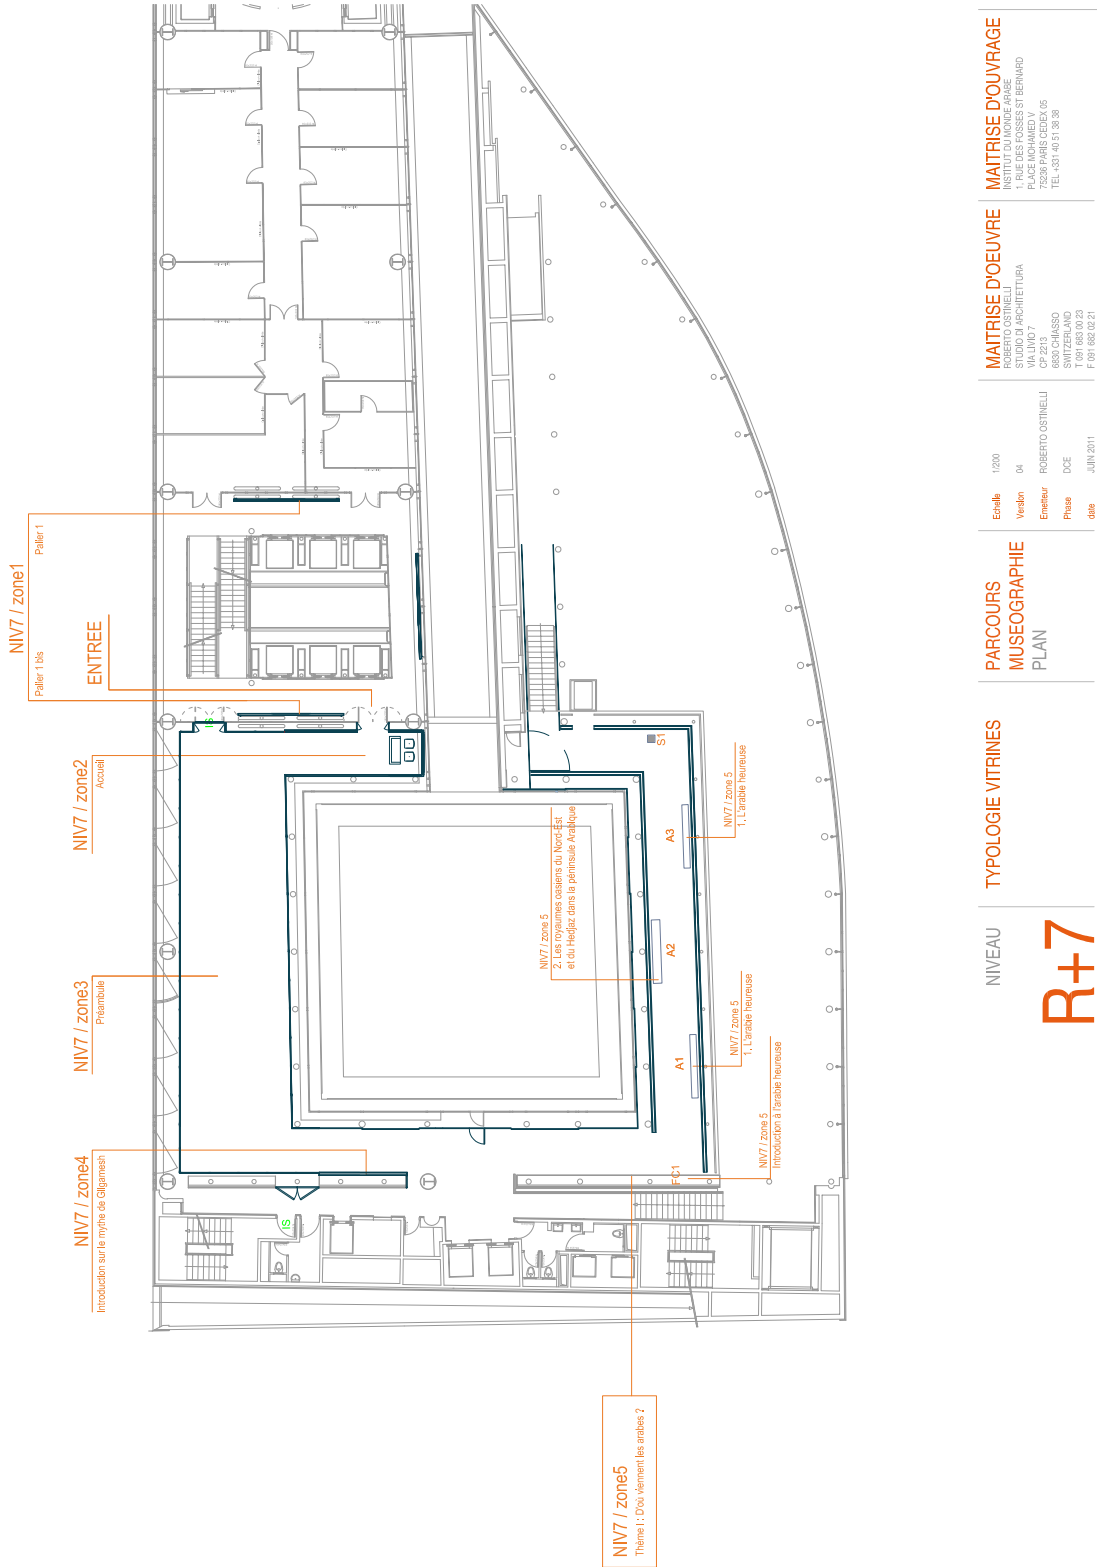 NIV7 / zone1
Palier 1 bis
Palier 1
ENTREE
NIV7 / zone2
Accueil
NIV7 / zone3
Préambule
NIV7 / zone4
Introduction sur le mythe de Gilgamesh
NIV7 / zone5
Thème I : D'où viennent les arabes ?
IS
IS
NIV7 / zone 5
2. Les royaumes oasiens du Nord-Est
et du Hedjaz dans la péninsule Arabique
NIV7 / zone 5
1. L'arabie heureuse
NIV7 / zone 5
1. L'arabie heureuse
NIV7 / zone 5
Introduction à l'arabie heureuse
S1
A3
A2
A1
FC1
NIVEAU
R+7
TYPOLOGIE VITRINES
PARCOURS
MUSEOGRAPHIE
PLAN
Echelle 1/200
Version 04
Emetteur ROBERTO OSTINELLI
Phase DCE
date JUIN 2011
MAITRISE D'OEUVRE
ROBERTO OSTINELLI
STUDIO DI ARCHITETTURA
VIA LIVIO 7
CP 2213
6830 CHIASSO
SWITZERLAND
T 091 683 00 23
F 091 682 02 21
MAITRISE D'OUVRAGE
INSTITUT DU MONDE ARABE
1, RUE DES FOSSES ST BERNARD
PLACE MOHAMED V
75236 PARIS CEDEX 05
TEL +331 40 51 38 38